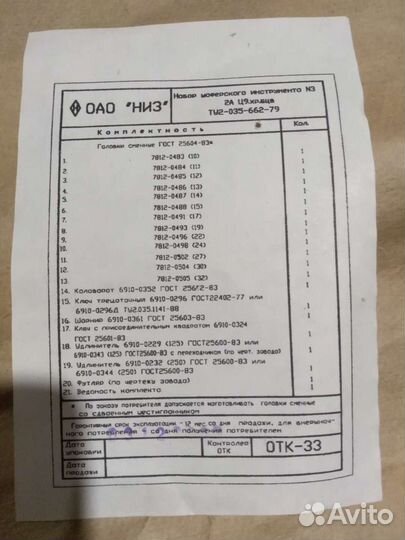 ОАО "НИЗ"
Набор шоферского инструмента N3
2А Ц9.хр.бцв
ТУ2-035-662-79
Комплектность
Кол.
Головки сменные ГОСТ 25604-83*
1. 7812-0483 (10) 1
2. 7812-0484 (11) 1
3. 7812-0485 (12) 1
4. 7812-0486 (13) 1
5. 7812-0487 (14) 1
6. 7812-0488 (15) 1
7. 7812-0491 (17) 1
8. 7812-0493 (19) 1
9. 7812-0496 (22) 1
10. 7812-0498 (24) 1
11. 7812-0502 (27) 1
12. 7812-0504 (30) 1
13. 7812-0505 (32) 1
14. Коловорот 6910-0352 ГОСТ 25602-83 1
15. Ключ трещоточный 6910-0296 ГОСТ22402-77 или
6910-0296Д ТУ2.035.1141-88 1
16. Шарнир 6910-0361 ГОСТ 25603-83 1
17. Ключ с присоединительным квадратом 6910-0324
ГОСТ 25601-83 1
18. Удлинитель 6910-0229 (125) ГОСТ25600-83 или
6910-0343 (125) ГОСТ25600-83 с переходником (по черт. завода) 1
19. Удлинитель 6910-0232 (250) ГОСТ 25600-83 или
6910-0344 (250) ГОСТ25600-83 1
20. Футляр (по чертежу завода) 1
21. Ведомость комплекта. 1
* По заказу потребителя допускается изготавливать головки сменные
со сдвоенным шестигранником
Гарантийный срок эксплуатации -12 мес. со дня продажи, для внерыноч-
ного потребления - со дня получения потребителем
Дата
упаковки
Контролер
ОТК
ОТК-33
Дата
продажи
Avito